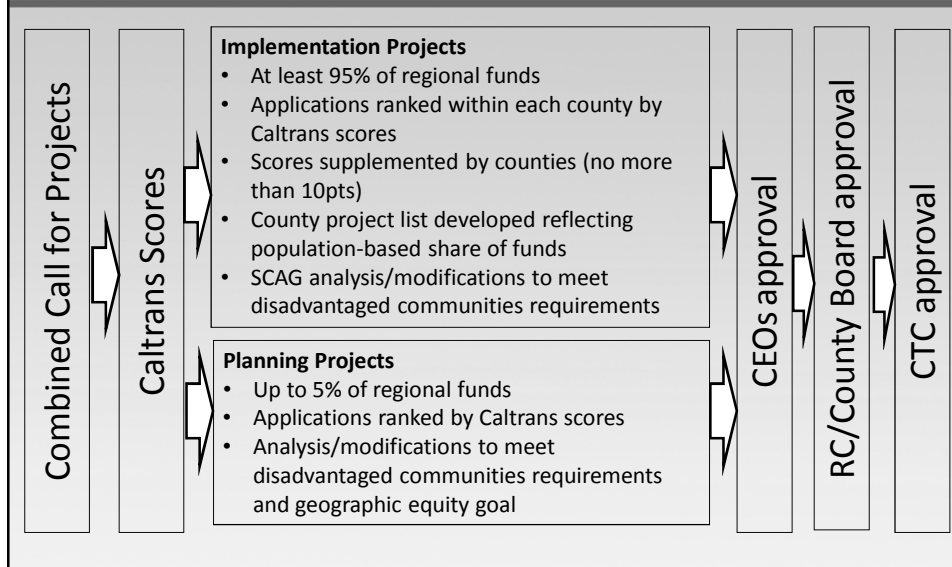 Combined Call for Projects
Caltrans Scores
Implementation Projects
• At least 95% of regional funds
• Applications ranked within each county by
Caltrans scores
• Scores supplemented by counties (no more
than 10pts)
• County project list developed reflecting
population-based share of funds
• SCAG analysis/modifications to meet
disadvantaged communities requirements
Planning Projects
• Up to 5% of regional funds
• Applications ranked by Caltrans scores
• Analysis/modifications to meet
disadvantaged communities requirements
and geographic equity goal
CEOs approval
RC/County Board approval
CTC approval